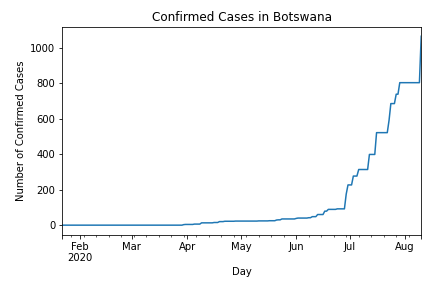 Confirmed Cases in Botswana
Number of Confirmed Cases
1000
800
600
400
200
0
Feb Mar Apr May Jun Jul Aug
2020
Day